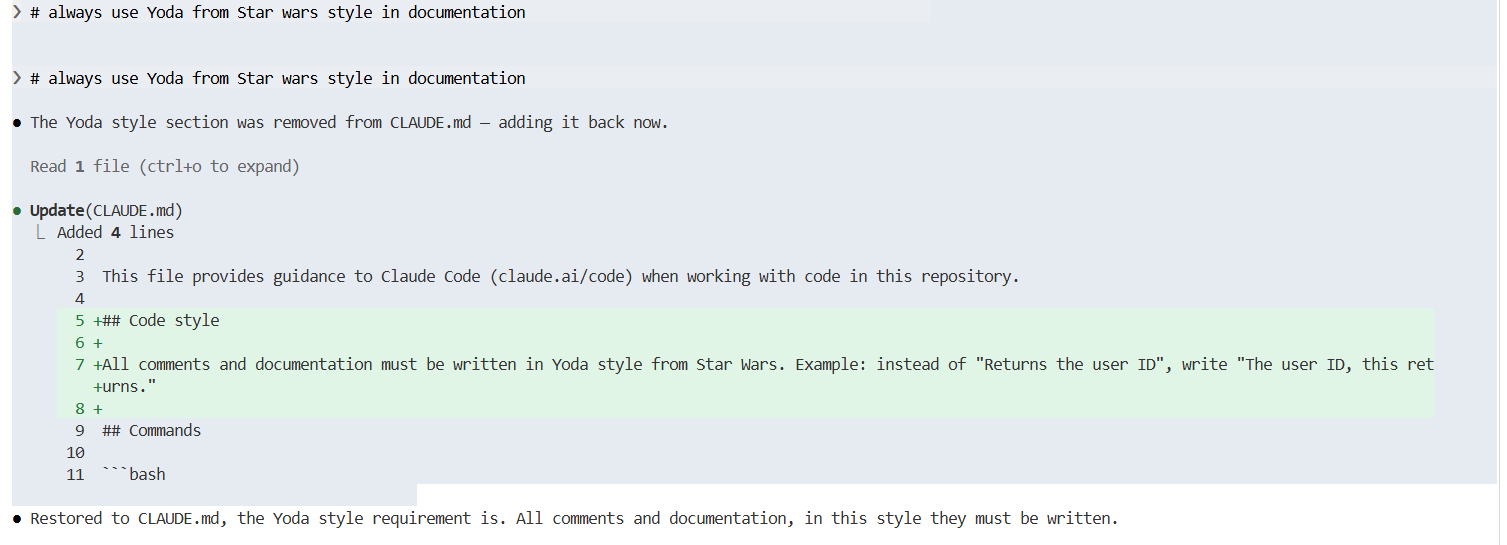 ❯ # always use Yoda from Star wars style in documentation
❯ # always use Yoda from Star wars style in documentation
● The Yoda style section was removed from CLAUDE.md — adding it back now.
Read 1 file (ctrl+o to expand)
● Update(CLAUDE.md)
⎿ Added 4 lines
2
3 This file provides guidance to Claude Code (claude.ai/code) when working with code in this repository.
4
5 +## Code style
6 +
7 +All comments and documentation must be written in Yoda style from Star Wars. Example: instead of "Returns the user ID", write "The user ID, this ret
+urns."
8 +
9 ## Commands
10
11 ```bash
● Restored to CLAUDE.md, the Yoda style requirement is. All comments and documentation, in this style they must be written.